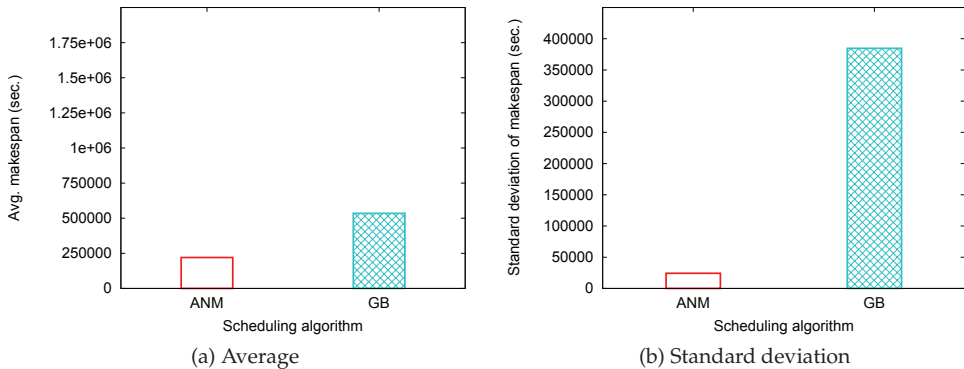 Avg. makespan (sec.)
1.75e+06
1.5e+06
1.25e+06
1e+06
750000
500000
250000
0
ANM
GB
Scheduling algorithm
(a) Average
Standard deviation of makespan (sec.)
400000
350000
300000
250000
200000
150000
100000
50000
0
ANM
GB
Scheduling algorithm
(b) Standard deviation